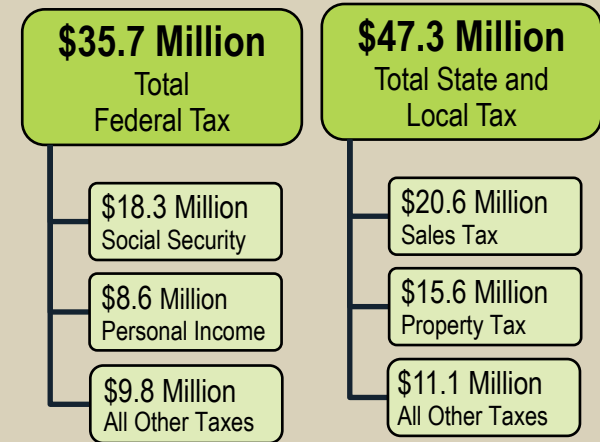 $35.7 Million
Total
Federal Tax
$18.3 Million
Social Security
$8.6 Million
Personal Income
$9.8 Million
All Other Taxes
$47.3 Million
Total State and
Local Tax
$20.6 Million
Sales Tax
$15.6 Million
Property Tax
$11.1 Million
All Other Taxes